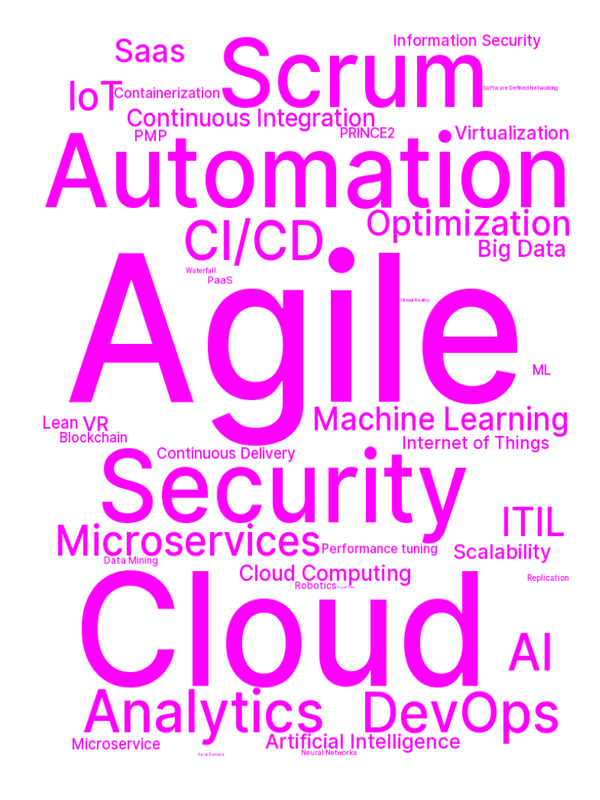 Information Security
Saas
Scrum
Software Defined Networking
IoT
Containerization
Continuous Integration
PMP
PRINCE2
Virtualization
Automation
Optimization
CI/CD
Big Data
Waterfall
PaaS
Agile
Virtual Reality
ML
Machine Learning
Lean
VR
Blockchain
Internet of Things
Continuous Delivery
Security
ITIL
Microservices
Performance tuning
Scalability
Data Mining
Cloud Computing
Replication
Robotics
Cloud
AI
Analytics
DevOps
Microservice
Artificial Intelligence
Neural Networks